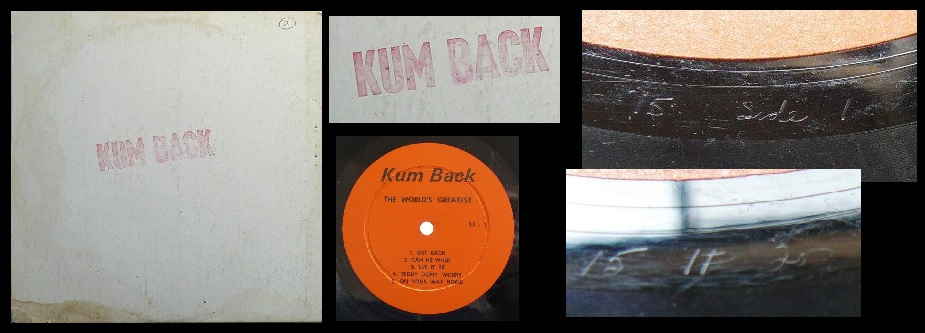 KUM BACK
KUM BACK
Kum Back
THE WORLD'S GREATEST
15 - 1
1. GET BACK
2. CAN HE WALK
3. LET IT BE
4. TEDDY DON'T WORRY
5. ON YOUR WAY HOME
15 Side 1
15